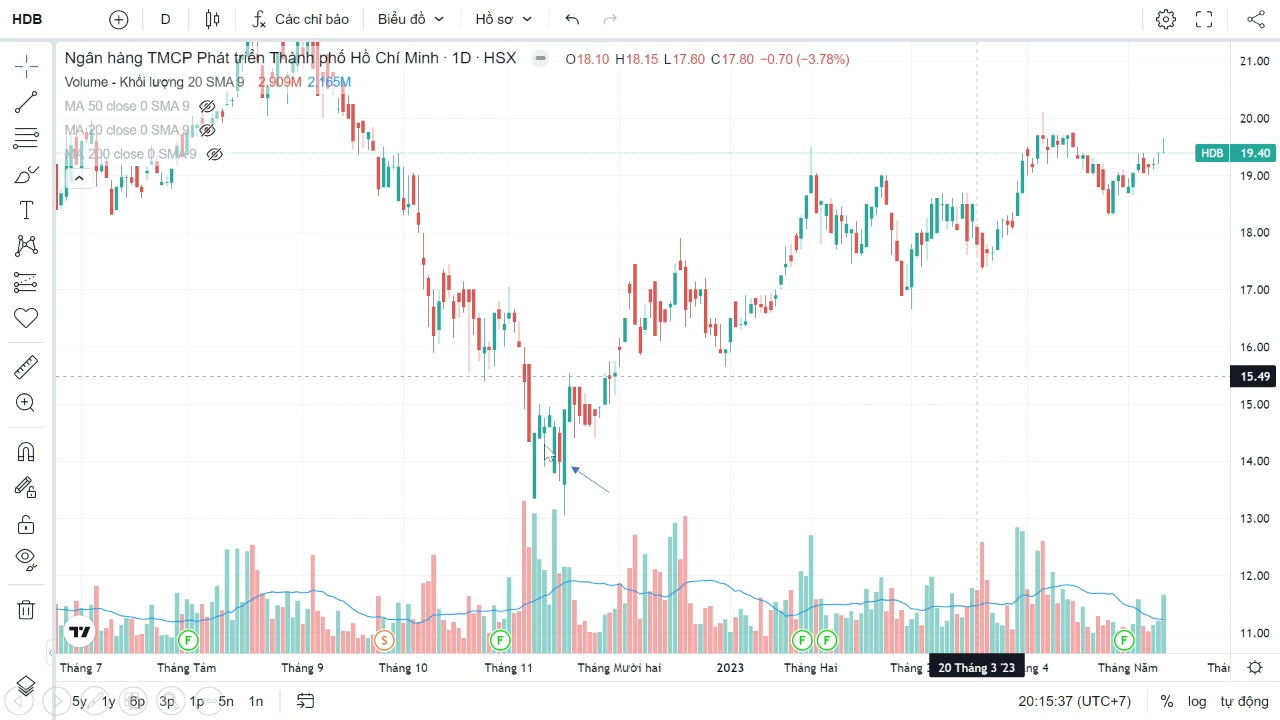 HDB D Các chỉ báo Biểu đồ Hồ sơ
Ngân hàng TMCP Phát triển Thành phố Hồ Chí Minh · 1D · HSX O18.10 H18.15 L17.60 C17.80 −0.70 (−3.78%)
Volume - Khối lượng 20 SMA 9 2.909M 2.165M
MA 50 close 0 SMA 9
MA 20 close 0 SMA 9
MA 200 close 0 SMA 9
21.00
20.00
HDB 19.40
19.00
18.00
17.00
16.00
15.49
15.00
14.00
13.00
12.00
11.00
F S F F F F
Tháng 7 Tháng Tám Tháng 9 Tháng 10 Tháng 11 Tháng Mười hai 2023 Tháng Hai Tháng 20 Tháng 3 '23 4 Tháng Năm
5y 1y 6p 3p 1p 5n 1n 20:15:37 (UTC+7) % log tự động